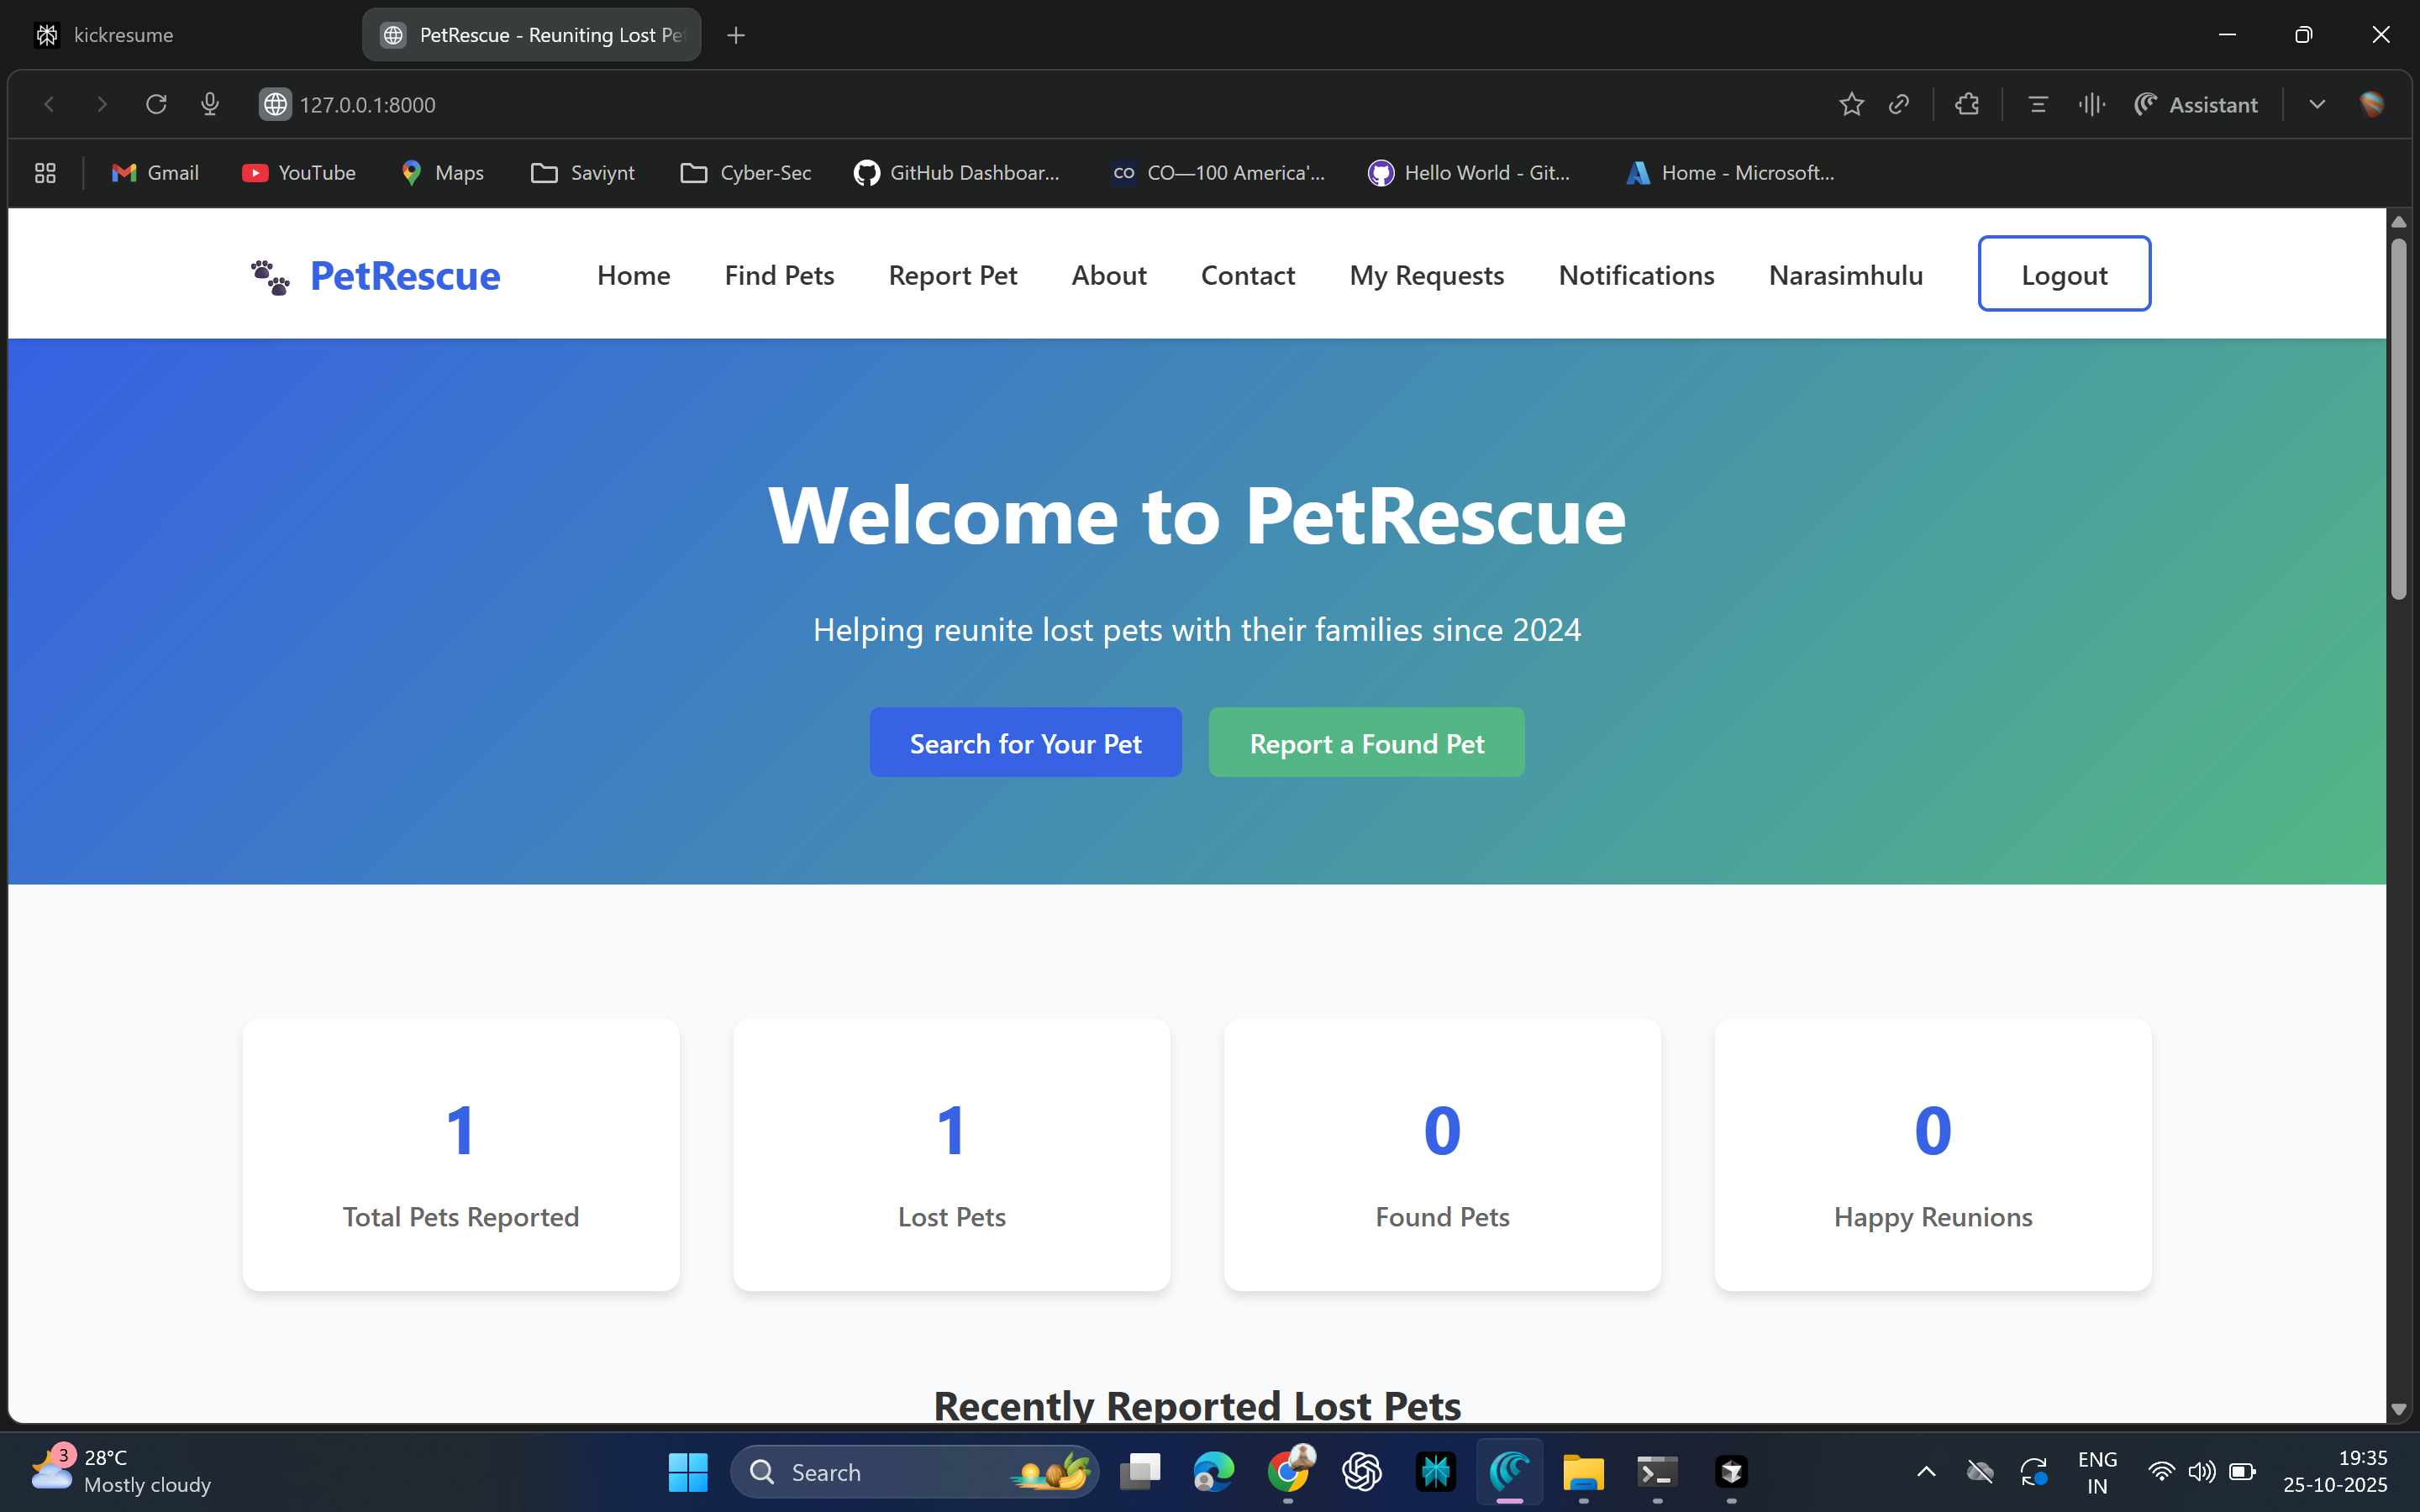 kickresume
PetRescue - Reuniting Lost Pe
127.0.0.1:8000
Assistant
Gmail
YouTube
Maps
Saviynt
Cyber-Sec
GitHub Dashboar...
CO
CO—100 America'...
Hello World - Git...
Home - Microsoft...
PetRescue
Home
Find Pets
Report Pet
About
Contact
My Requests
Notifications
Narasimhulu
Logout
Welcome to PetRescue
Helping reunite lost pets with their families since 2024
Search for Your Pet
Report a Found Pet
1
Total Pets Reported
1
Lost Pets
0
Found Pets
0
Happy Reunions
Recently Reported Lost Pets
3
28°C
Mostly cloudy
Search
ENG
IN
19:35
25-10-2025